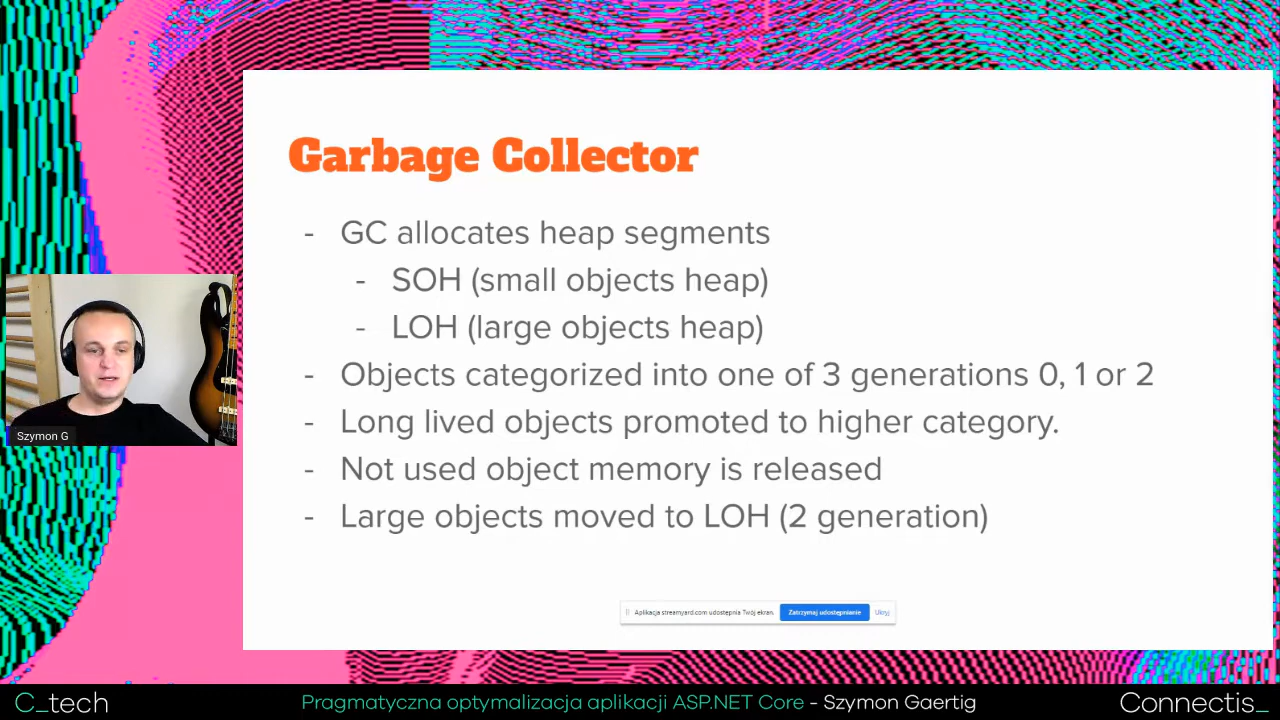 Garbage Collector
- GC allocates heap segments
- SOH (small objects heap)
- LOH (large objects heap)
- Objects categorized into one of 3 generations 0, 1 or 2
- Long lived objects promoted to higher category.
- Not used object memory is released
- Large objects moved to LOH (2 generation)
Szymon G
Aplikacja streamyard.com udostępnia Twój ekran. Zatrzymaj udostępnianie Ukryj
C_tech
Pragmatyczna optymalizacja aplikacji ASP.NET Core - Szymon Gaertig
Connectis_